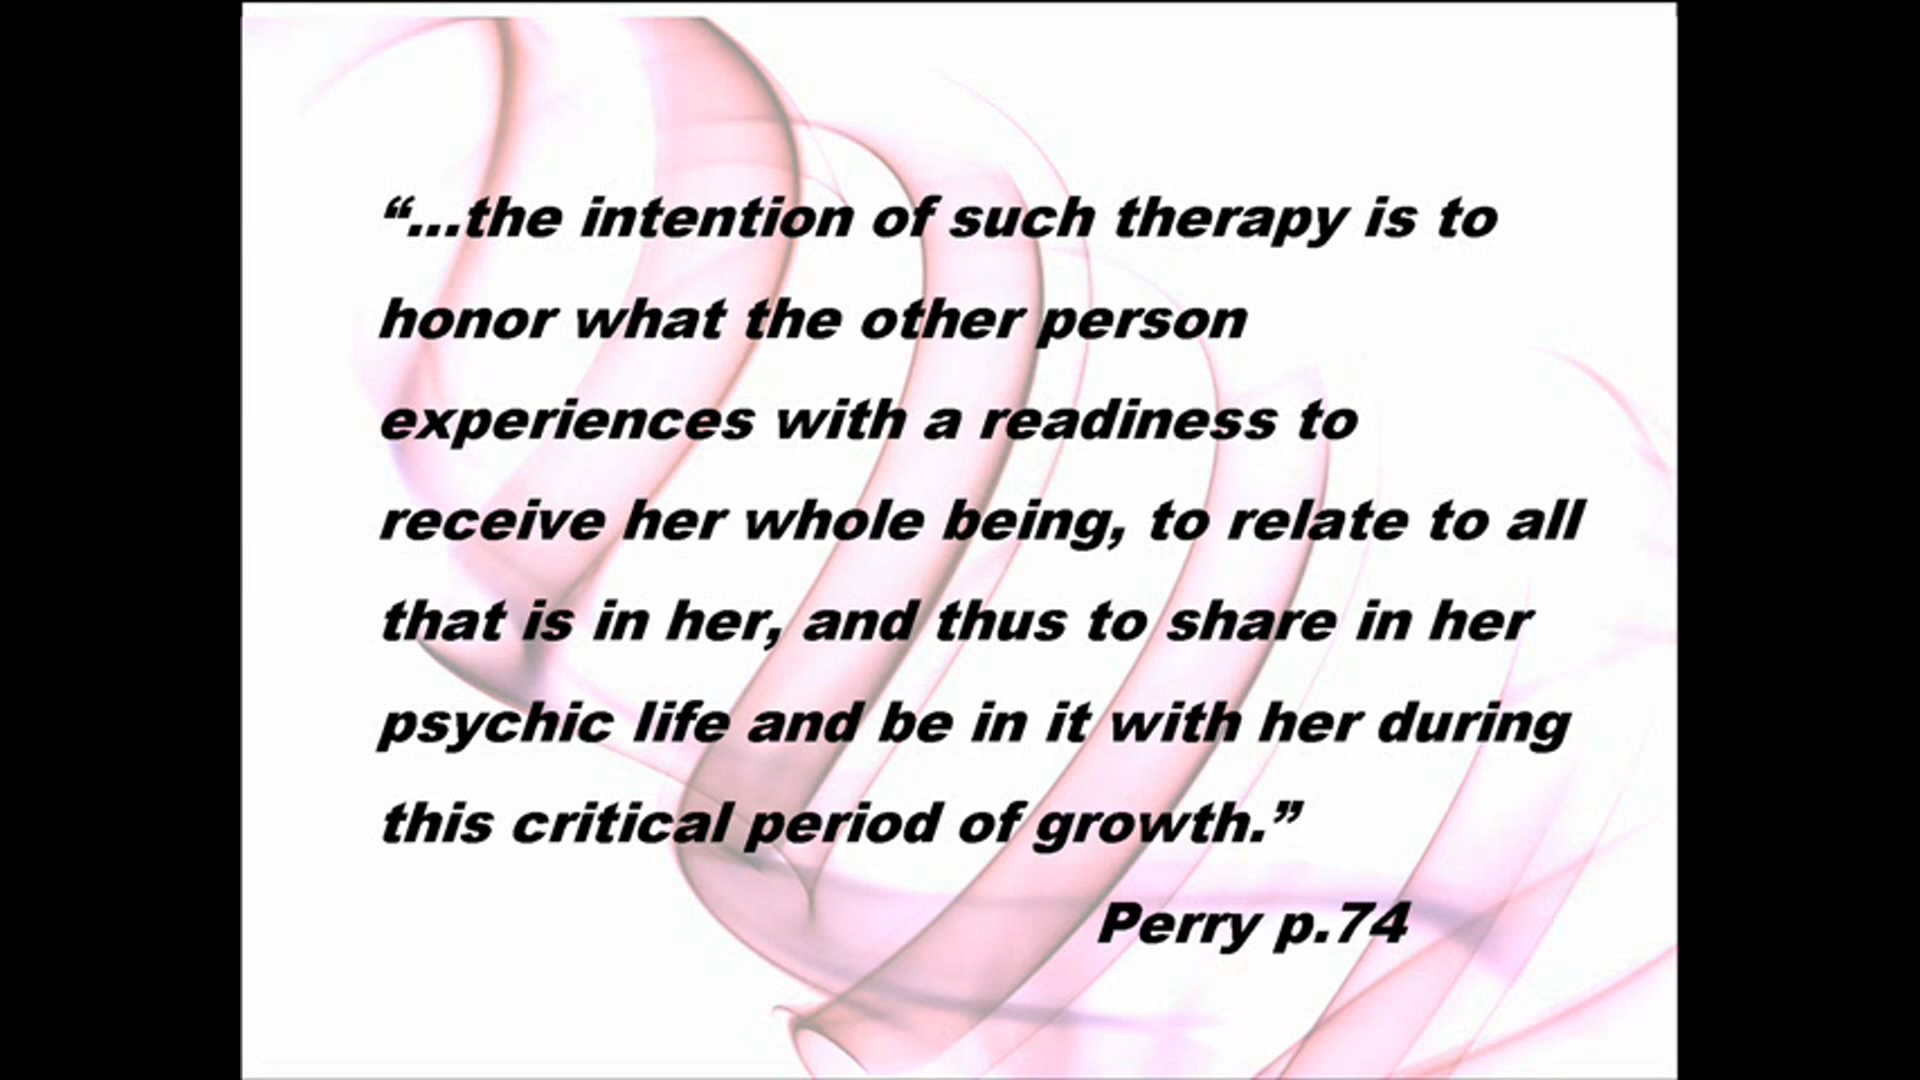 “...the intention of such therapy is to
honor what the other person
experiences with a readiness to
receive her whole being, to relate to all
that is in her, and thus to share in her
psychic life and be in it with her during
this critical period of growth.”
Perry p.74